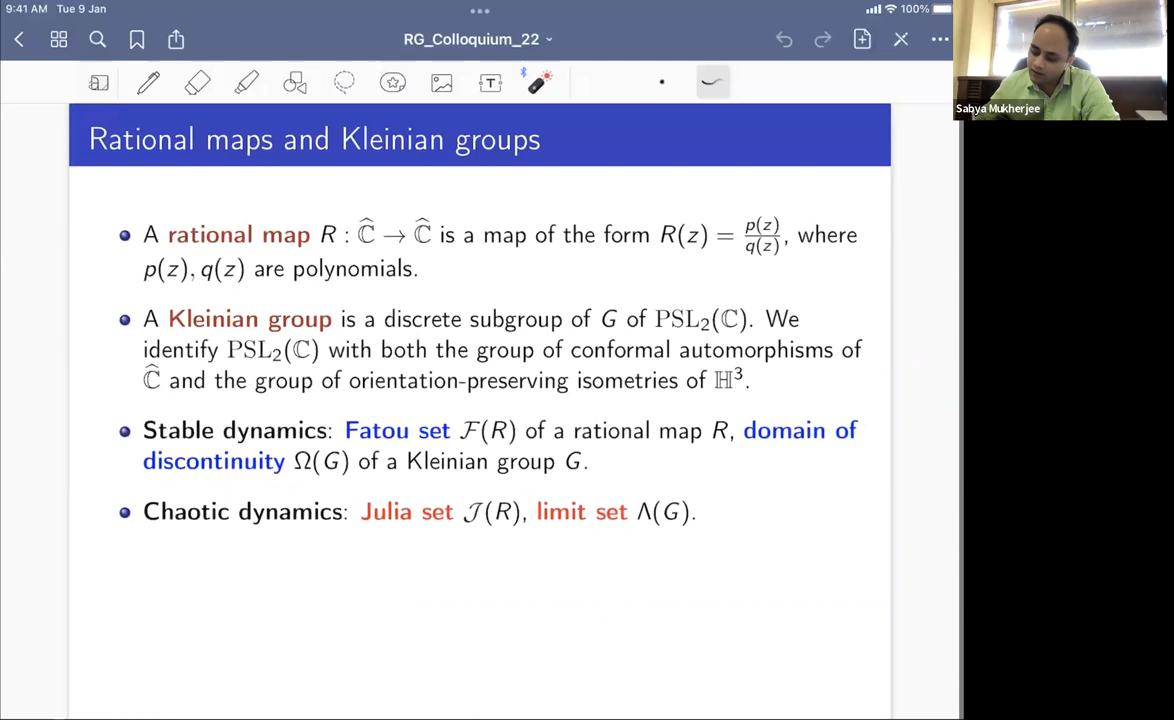 9:41 AM Tue 9 Jan
100%
RG_Colloquium_22
T
Sabya Mukherjee
Rational maps and Kleinian groups
A rational map R : Ĉ → Ĉ is a map of the form R(z) = p(z)/q(z), where
p(z), q(z) are polynomials.
A Kleinian group is a discrete subgroup of G of PSL₂(ℂ). We
identify PSL₂(ℂ) with both the group of conformal automorphisms of
Ĉ and the group of orientation-preserving isometries of ℍ³.
Stable dynamics: Fatou set ℱ(R) of a rational map R, domain of
discontinuity Ω(G) of a Kleinian group G.
Chaotic dynamics: Julia set 𝒥(R), limit set Λ(G).